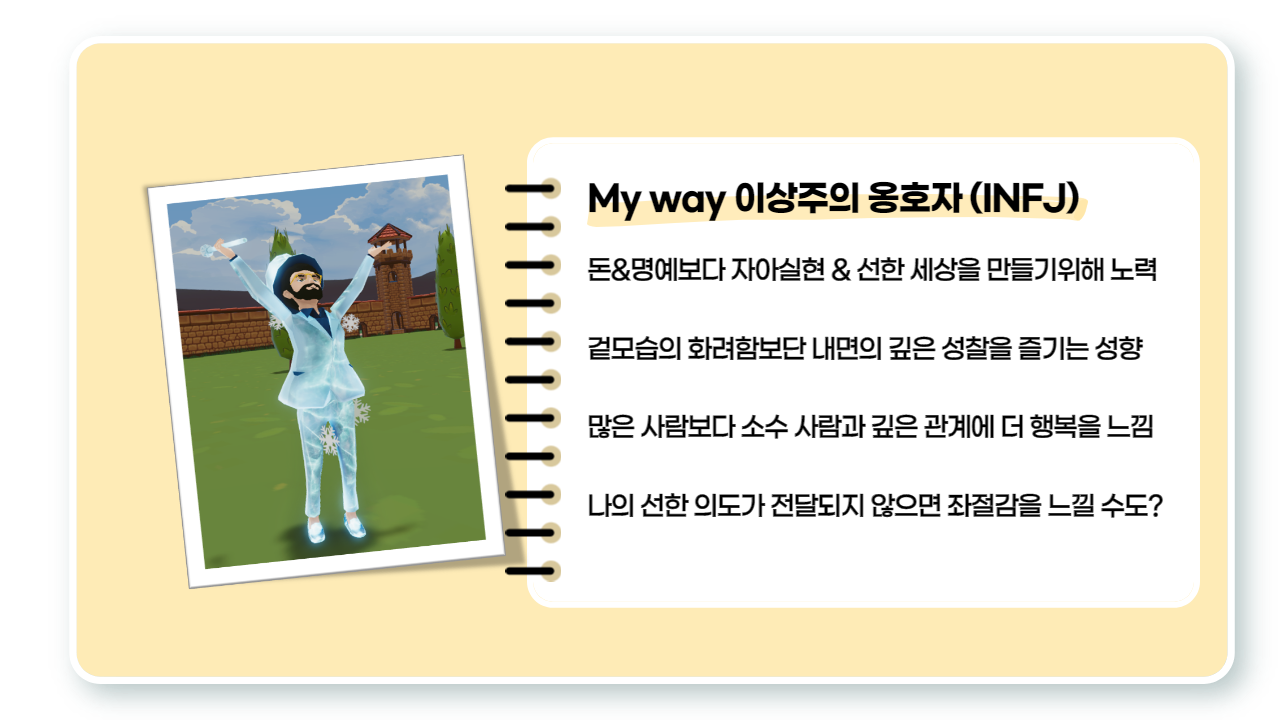 My way 이상주의 옹호자 (INFJ)
돈&명예보다 자아실현 & 선한 세상을 만들기위해 노력
겉모습의 화려함보단 내면의 깊은 성찰을 즐기는 성향
많은 사람보다 소수 사람과 깊은 관계에 더 행복을 느낌
나의 선한 의도가 전달되지 않으면 좌절감을 느낄 수도?